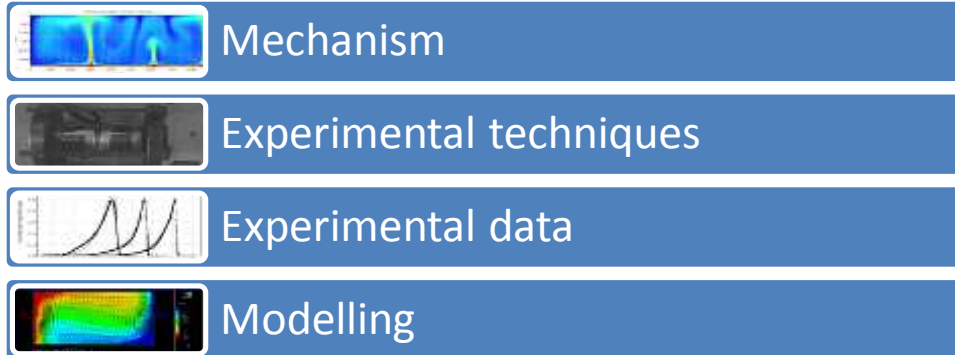 Mechanism
Experimental techniques
Experimental data
Modelling